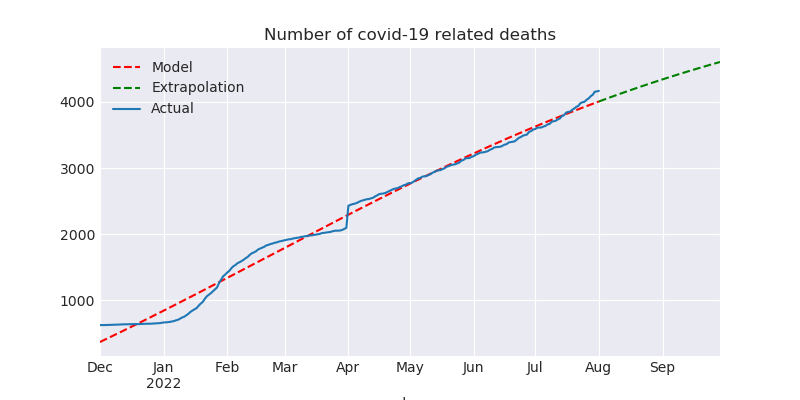 Number of covid-19 related deaths
Model
Extrapolation
Actual
4000
3000
2000
1000
Dec Jan Feb Mar Apr May Jun Jul Aug Sep
2022